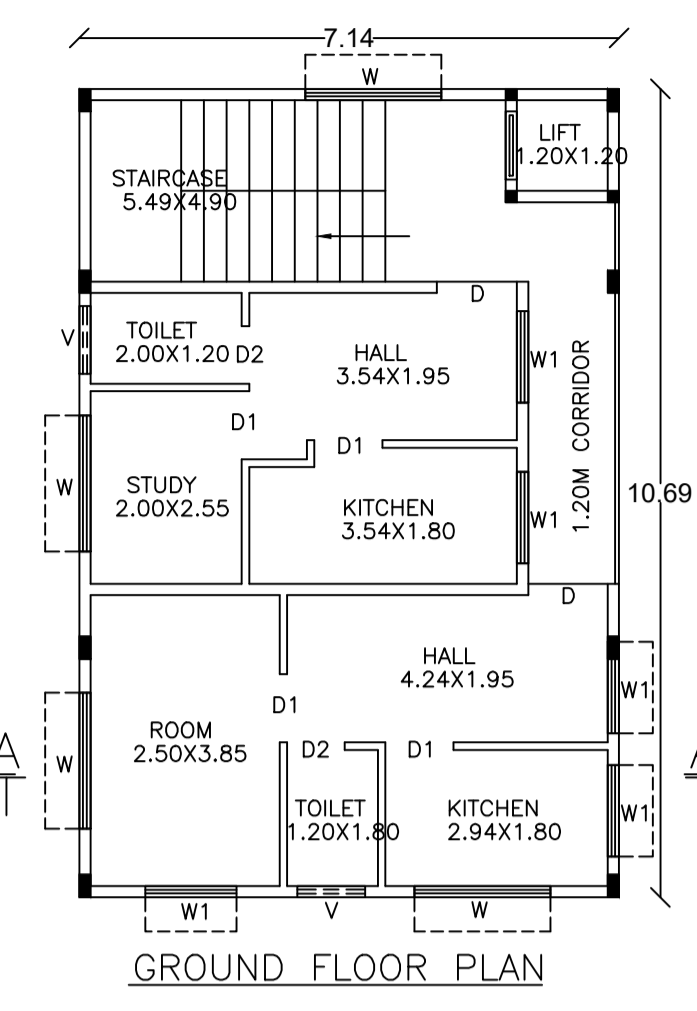 7.14
W
LIFT
1.20X1.20
STAIRCASE
5.49X4.90
D
V
TOILET
2.00X1.20
D2
HALL
3.54X1.95
W1
1.20M CORRIDOR
D1
D1
W
STUDY
2.00X2.55
KITCHEN
3.54X1.80
W1
10.69
D
HALL
4.24X1.95
W1
D1
ROOM
2.50X3.85
W
D2
D1
A
A
TOILET
1.20X1.80
KITCHEN
2.94X1.80
W1
W1
V
W
GROUND FLOOR PLAN